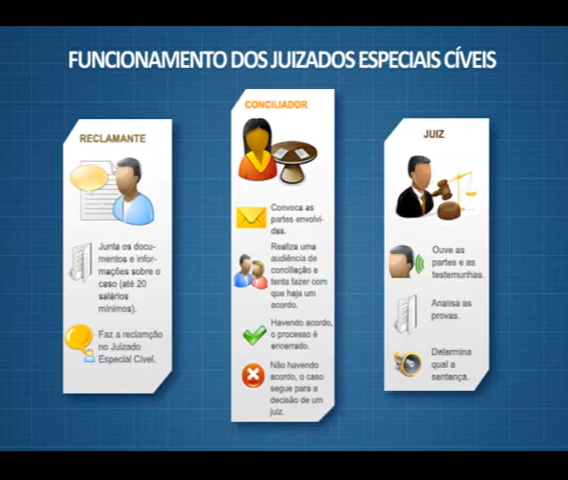 FUNCIONAMENTO DOS JUIZADOS ESPECIAIS CÍVEIS
RECLAMANTE
Junta os docu-
mentos e infor-
mações sobre o
caso (até 20
salários
mínimos).
Faz a reclamção
no Juizado
Especial Cível.
CONCILIADOR
Convoca as
partes envolvi-
das.
Realiza uma
audiência de
conciliação e
tenta fazer com
que haja um
acordo.
Havendo acordo,
o processo é
encerrado.
Não havendo
acordo, o caso
segue para a
decisão de um
juiz.
JUIZ
Ouve as
partes e as
testemunhas.
Analisa as
provas.
Determina
qual a
sentença.